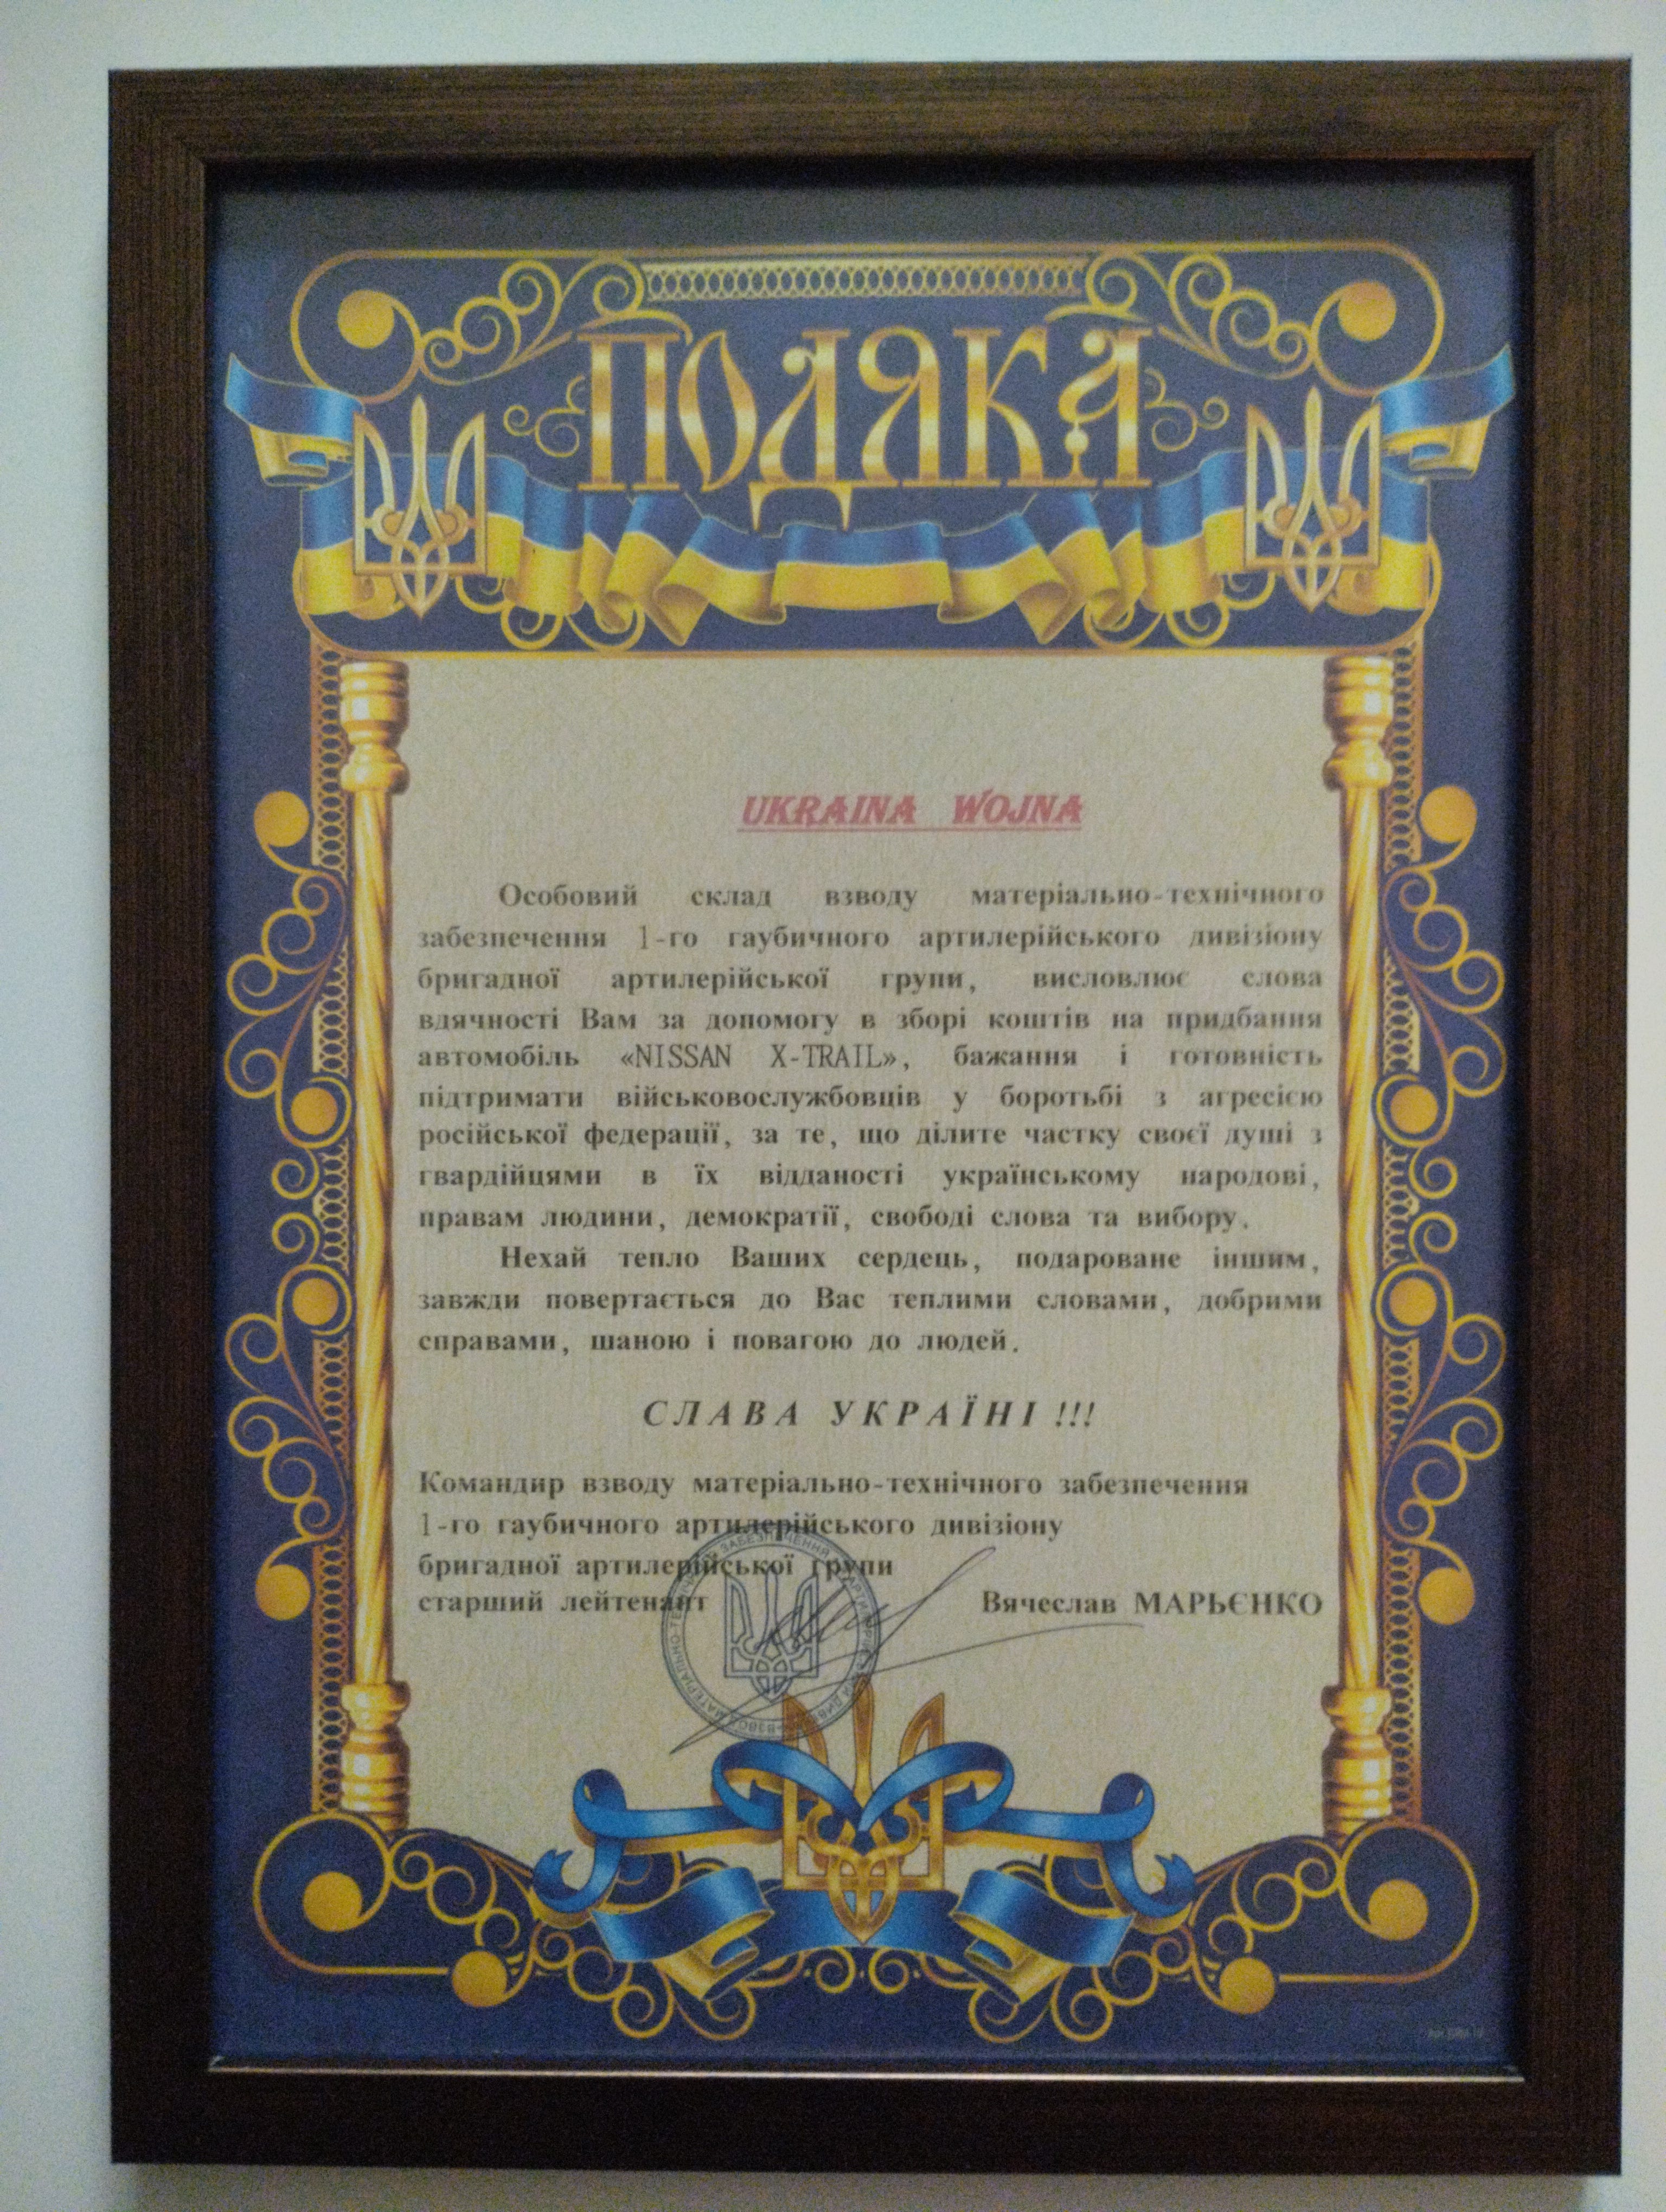 ПОДЯКА
UKRAINA WOJNA
Особовий склад взводу матеріально-технічного
забезпечення 1-го гаубичного артилерійського дивізіону
бригадної артилерійської групи, висловлює слова
вдячності Вам за допомогу в зборі коштів на придбання
автомобіль «NISSAN X-TRAIL», бажання і готовність
підтримати військовослужбовців у боротьбі з агресією
російської федерації, за те, що ділите частку своєї душі з
гвардійцями в їх відданості українському народові,
правам людини, демократії, свободі слова та вибору.
Нехай тепло Ваших сердець, подароване іншим,
завжди повертається до Вас теплими словами, добрими
справами, шаною і повагою до людей.
СЛАВА УКРАЇНІ !!!
Командир взводу матеріально-технічного забезпечення
1-го гаубичного артилерійського дивізіону
бригадної артилерійської групи
старший лейтенант Вячеслав МАРЬЄНКО
ВЗВОД МАТЕРІАЛЬНО ЗАБЕЗПЕЧЕННЯ